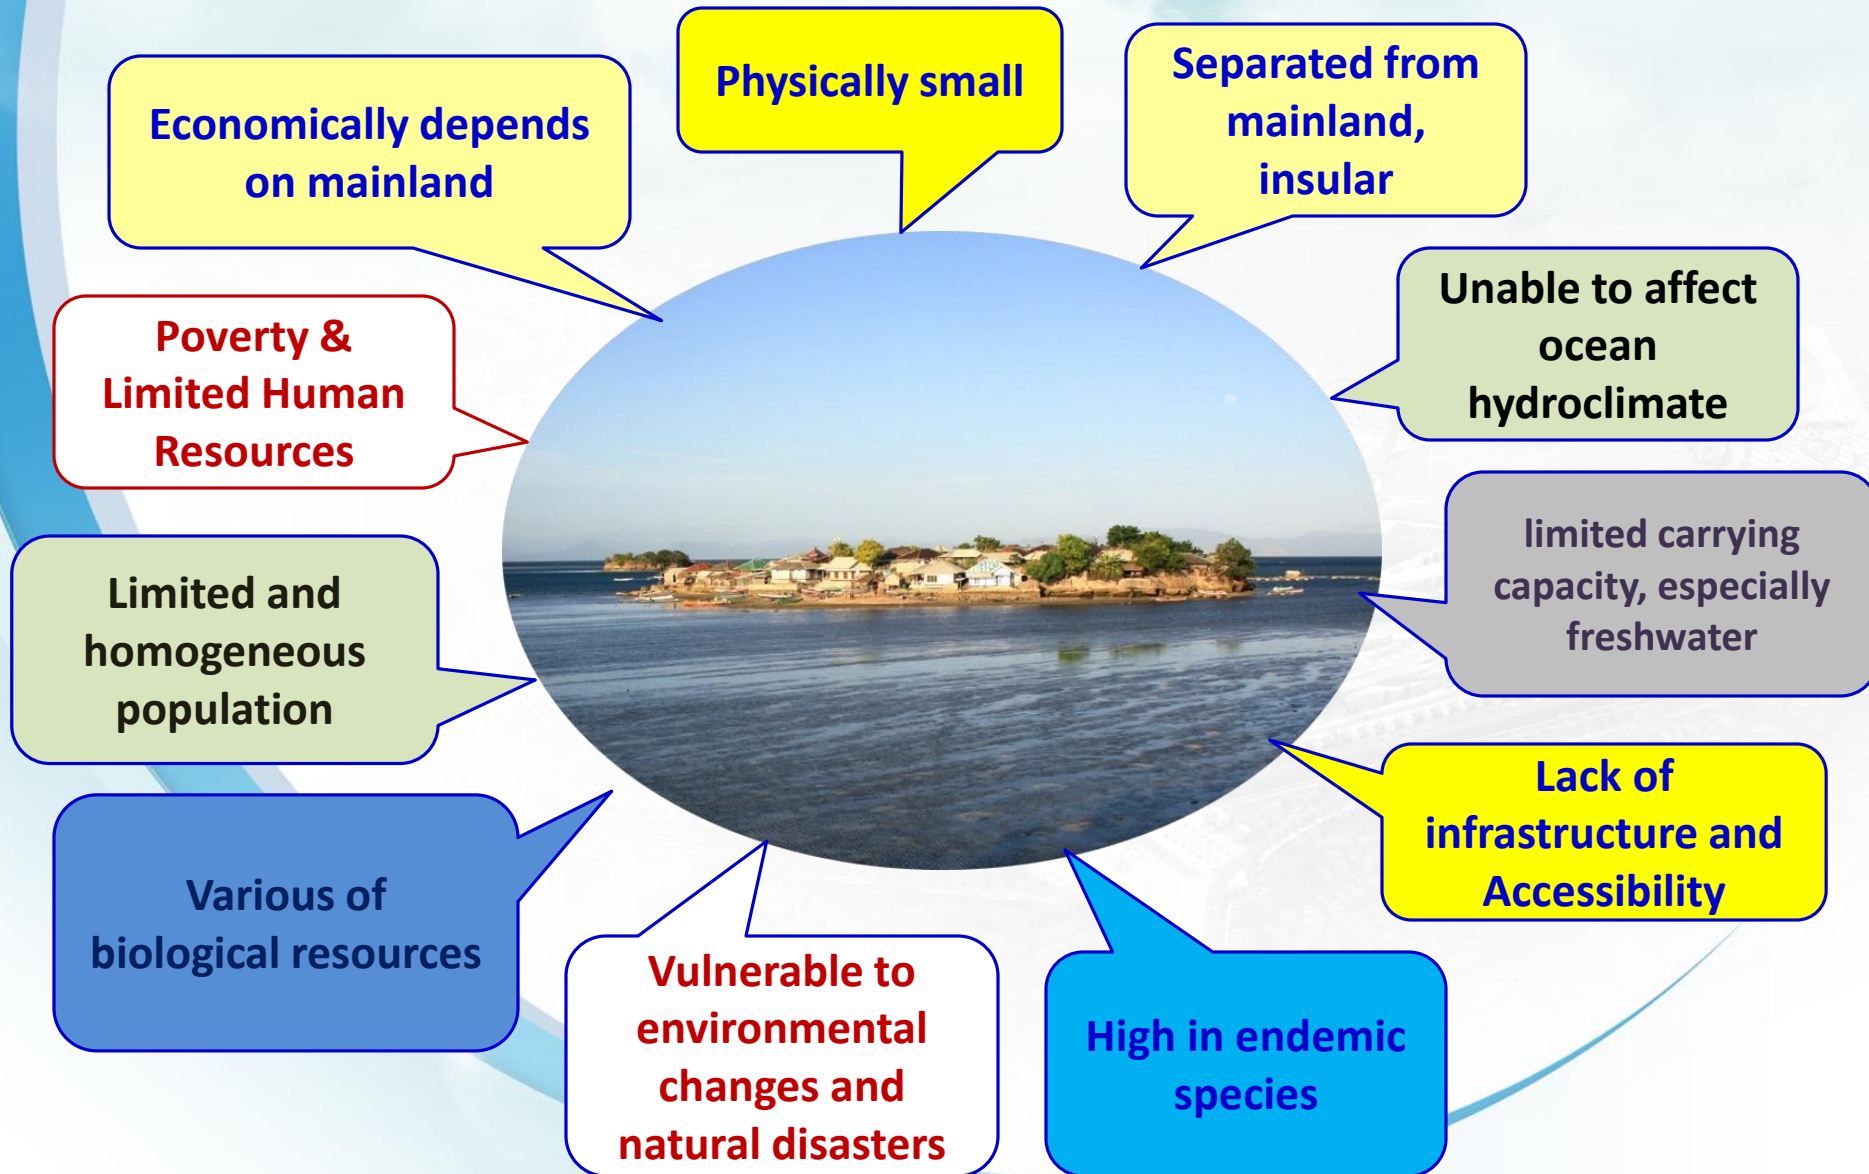 Physically small
Separated from
mainland,
insular
Economically depends
on mainland
Unable to affect
ocean
hydroclimate
Poverty &
Limited Human
Resources
limited carrying
capacity, especially
freshwater
Limited and
homogeneous
population
Lack of
infrastructure and
Accessibility
Various of
biological resources
Vulnerable to
environmental
changes and
natural disasters
High in endemic
species